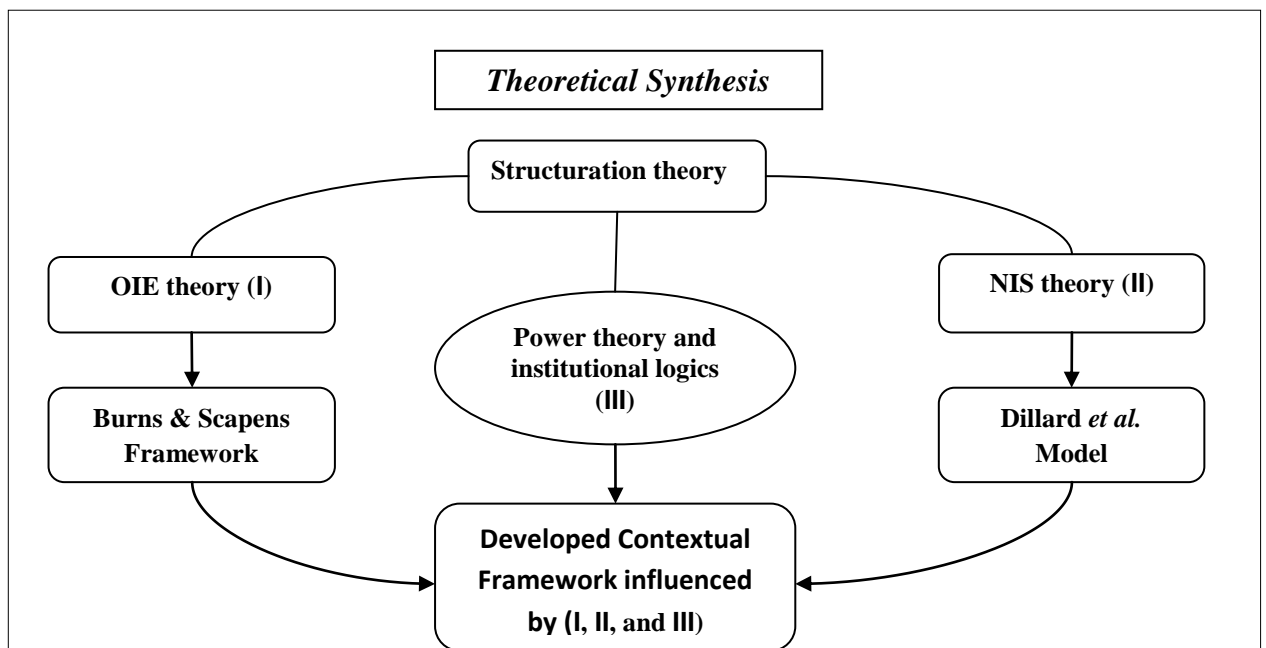 Theoretical Synthesis
Structuration theory
OIE theory (I)
NIS theory (II)
Power theory and
institutional logics
(III)
Burns & Scapens
Framework
Dillard et al.
Model
Developed Contextual
Framework influenced
by (I, II, and III)